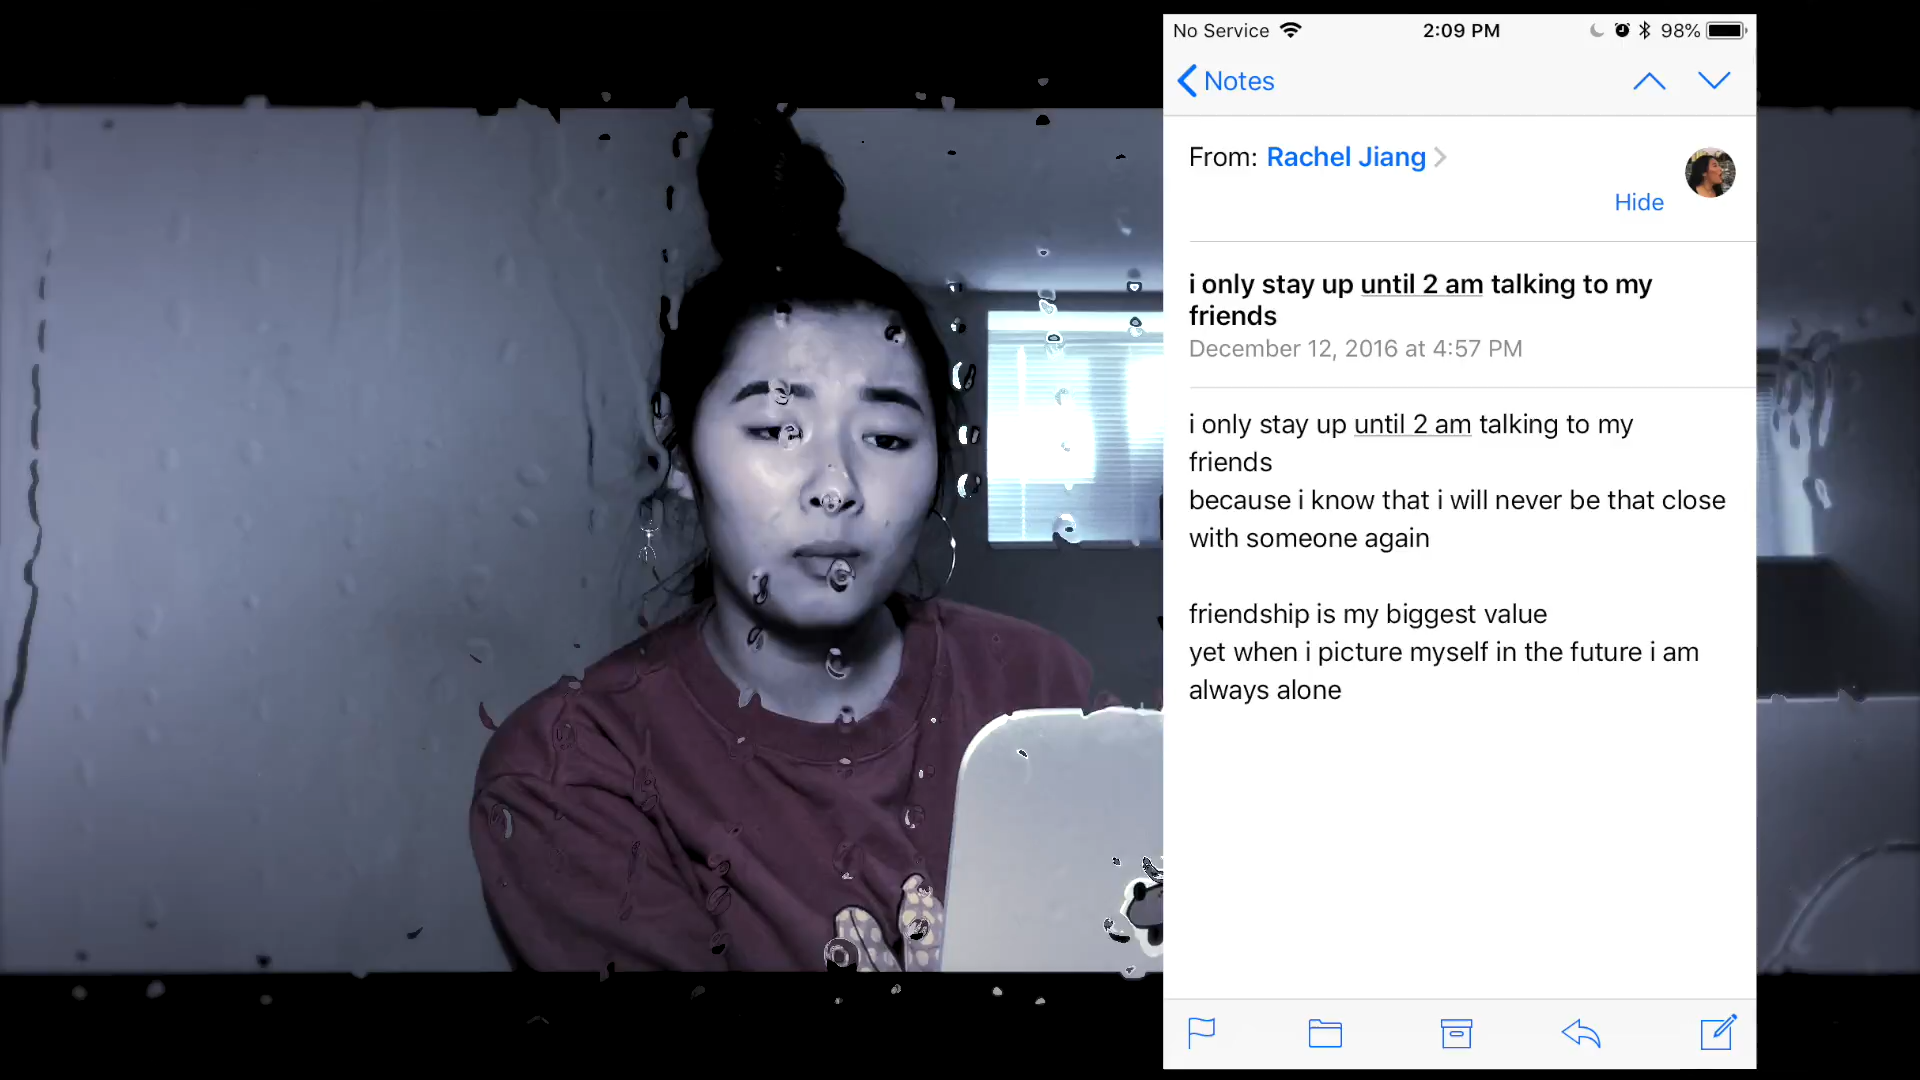 No Service 2:09 PM 98%
Notes
From: Rachel Jiang
Hide
i only stay up until 2 am talking to my
friends
December 12, 2016 at 4:57 PM
i only stay up until 2 am talking to my
friends
because i know that i will never be that close
with someone again
friendship is my biggest value
yet when i picture myself in the future i am
always alone